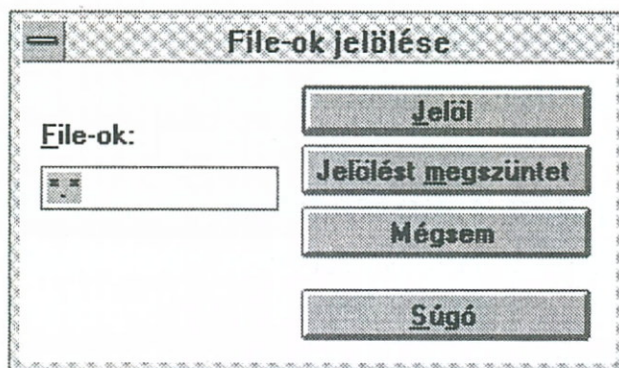 File-ok jelölése
File-ok:
*.*
Jelöl
Jelölést megszüntet
Mégsem
Súgó